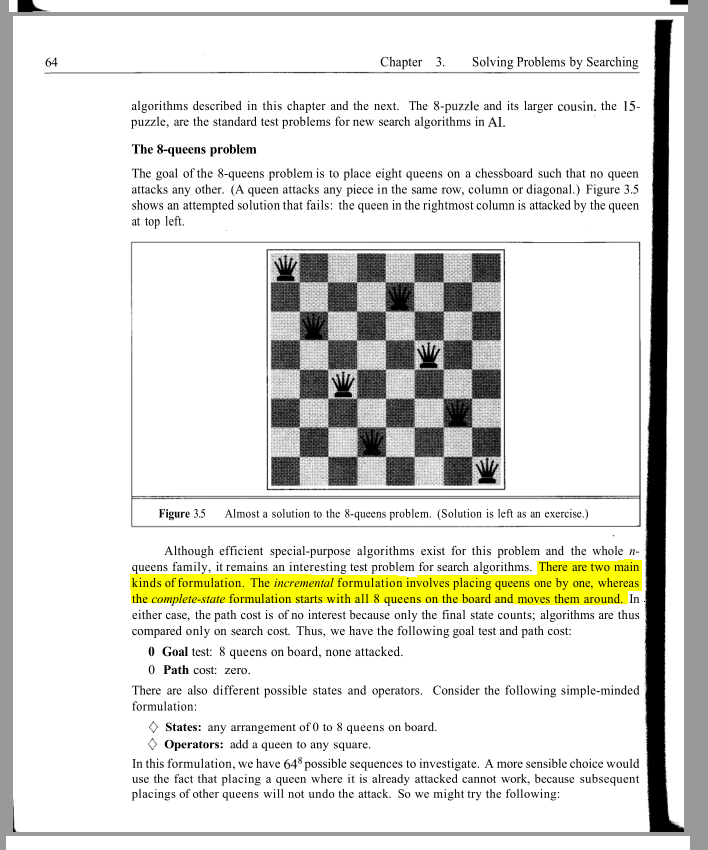 64
Chapter 3. Solving Problems by Searching
algorithms described in this chapter and the next. The 8-puzzle and its larger cousin. the 15-
puzzle, are the standard test problems for new search algorithms in AI.
The 8-queens problem
The goal of the 8-queens problem is to place eight queens on a chessboard such that no queen
attacks any other. (A queen attacks any piece in the same row, column or diagonal.) Figure 3.5
shows an attempted solution that fails: the queen in the rightmost column is attacked by the queen
at top left.
Figure 3.5 Almost a solution to the 8-queens problem. (Solution is left as an exercise.)
Although efficient special-purpose algorithms exist for this problem and the whole n-
queens family, it remains an interesting test problem for search algorithms. There are two main
kinds of formulation. The incremental formulation involves placing queens one by one, whereas
the complete-state formulation starts with all 8 queens on the board and moves them around. In
either case, the path cost is of no interest because only the final state counts; algorithms are thus
compared only on search cost. Thus, we have the following goal test and path cost:
0 Goal test: 8 queens on board, none attacked.
0 Path cost: zero.
There are also different possible states and operators. Consider the following simple-minded
formulation:
◇ States: any arrangement of 0 to 8 queens on board.
◇ Operators: add a queen to any square.
In this formulation, we have 64⁸ possible sequences to investigate. A more sensible choice would
use the fact that placing a queen where it is already attacked cannot work, because subsequent
placings of other queens will not undo the attack. So we might try the following: